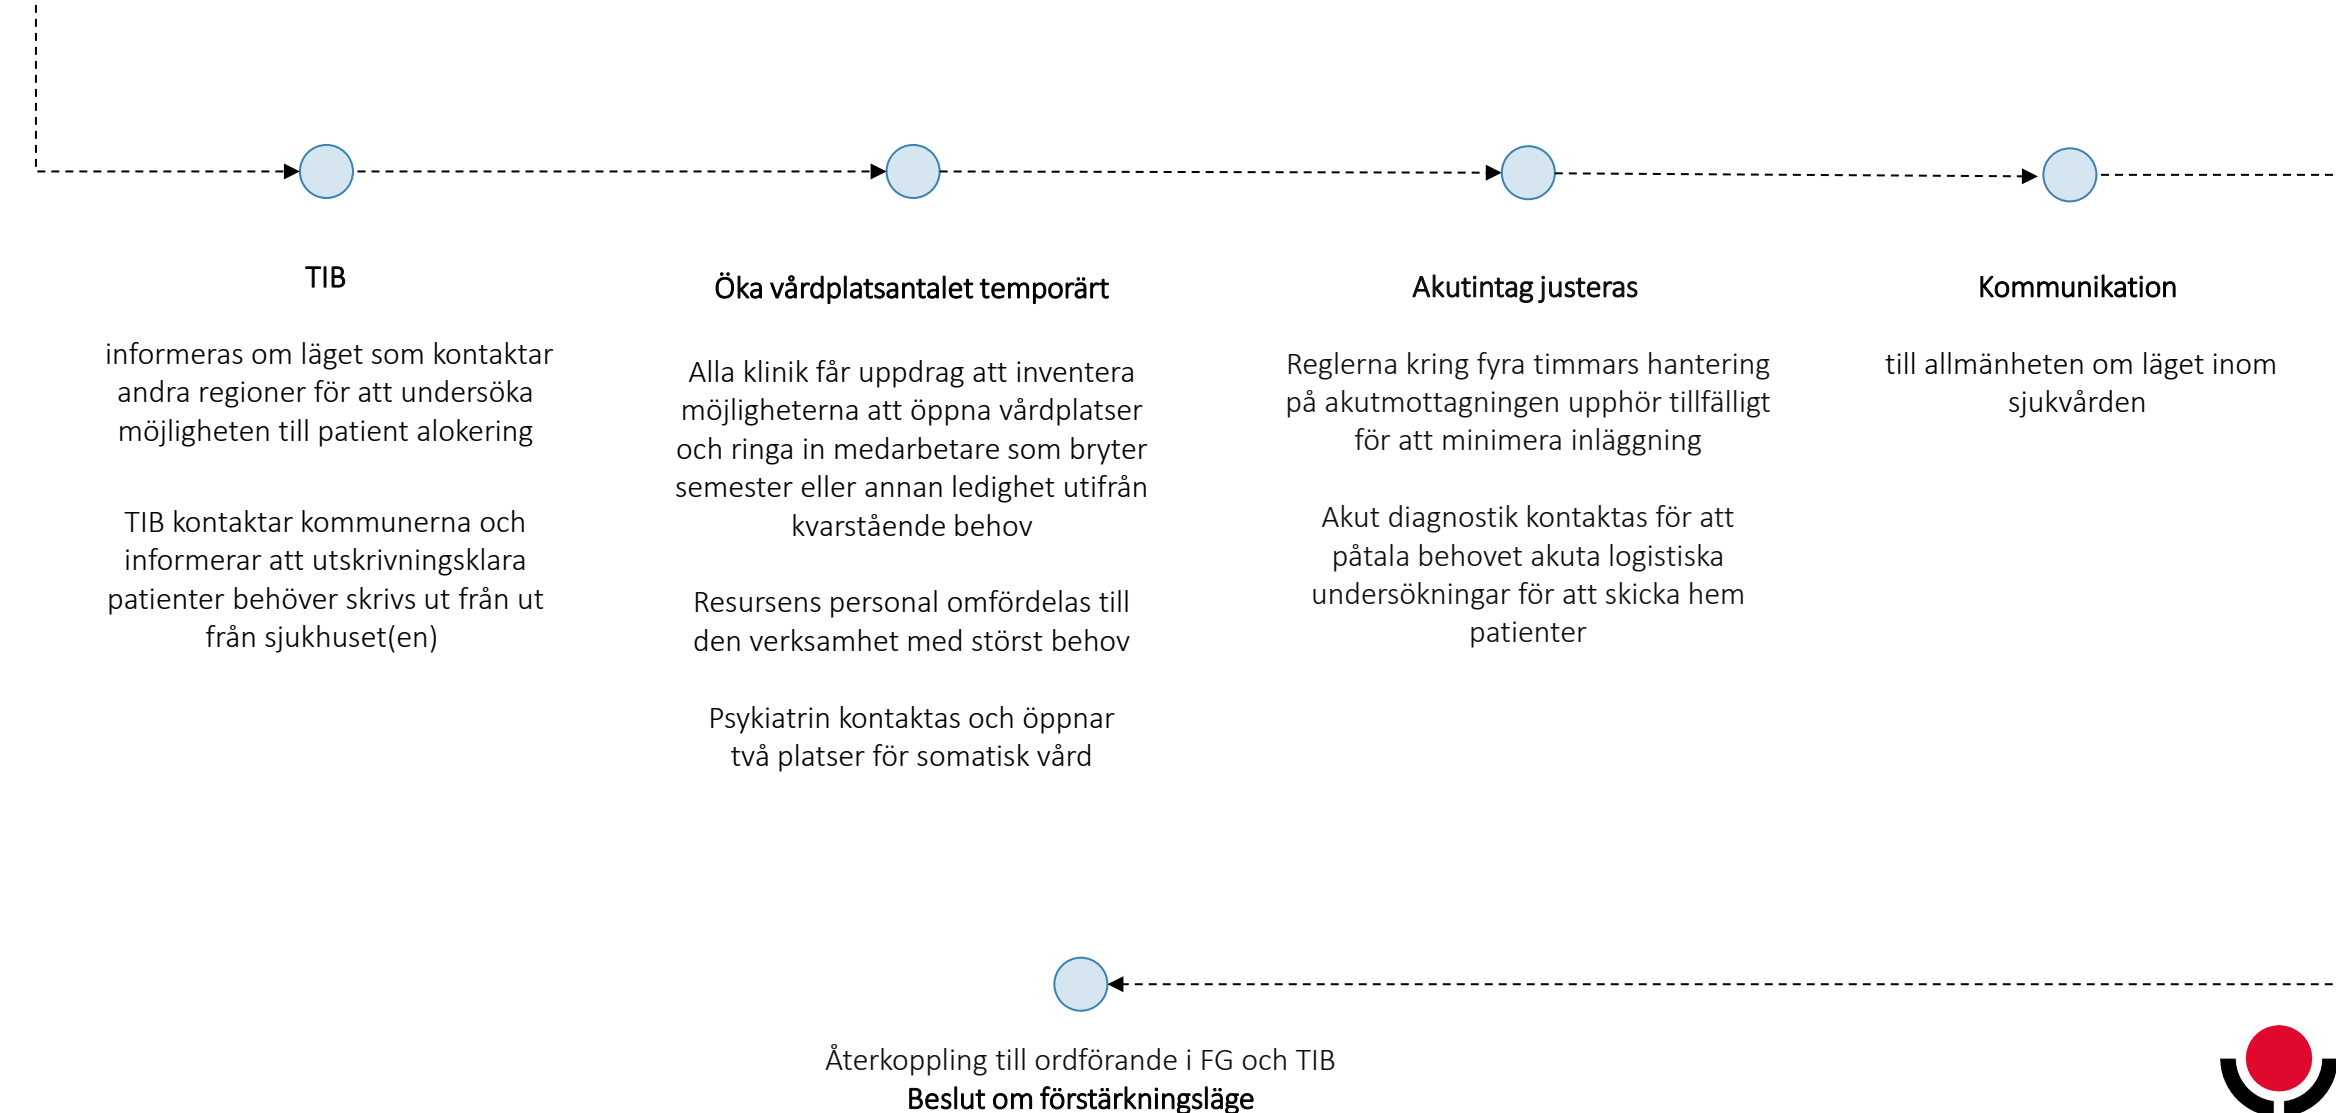 TIB
informeras om läget som kontaktar
andra regioner för att undersöka
möjligheten till patient alokering
TIB kontaktar kommunerna och
informerar att utskrivningsklara
patienter behöver skrivs ut från ut
från sjukhuset(en)
Öka vårdplatsantalet temporärt
Alla klinik får uppdrag att inventera
möjligheterna att öppna vårdplatser
och ringa in medarbetare som bryter
semester eller annan ledighet utifrån
kvarstående behov
Resursens personal omfördelas till
den verksamhet med störst behov
Psykiatrin kontaktas och öppnar
två platser för somatisk vård
Akutintag justeras
Reglerna kring fyra timmars hantering
på akutmottagningen upphör tillfälligt
för att minimera inläggning
Akut diagnostik kontaktas för att
påtala behovet akuta logistiska
undersökningar för att skicka hem
patienter
Kommunikation
till allmänheten om läget inom
sjukvården
Återkoppling till ordförande i FG och TIB
Beslut om förstärkningsläge